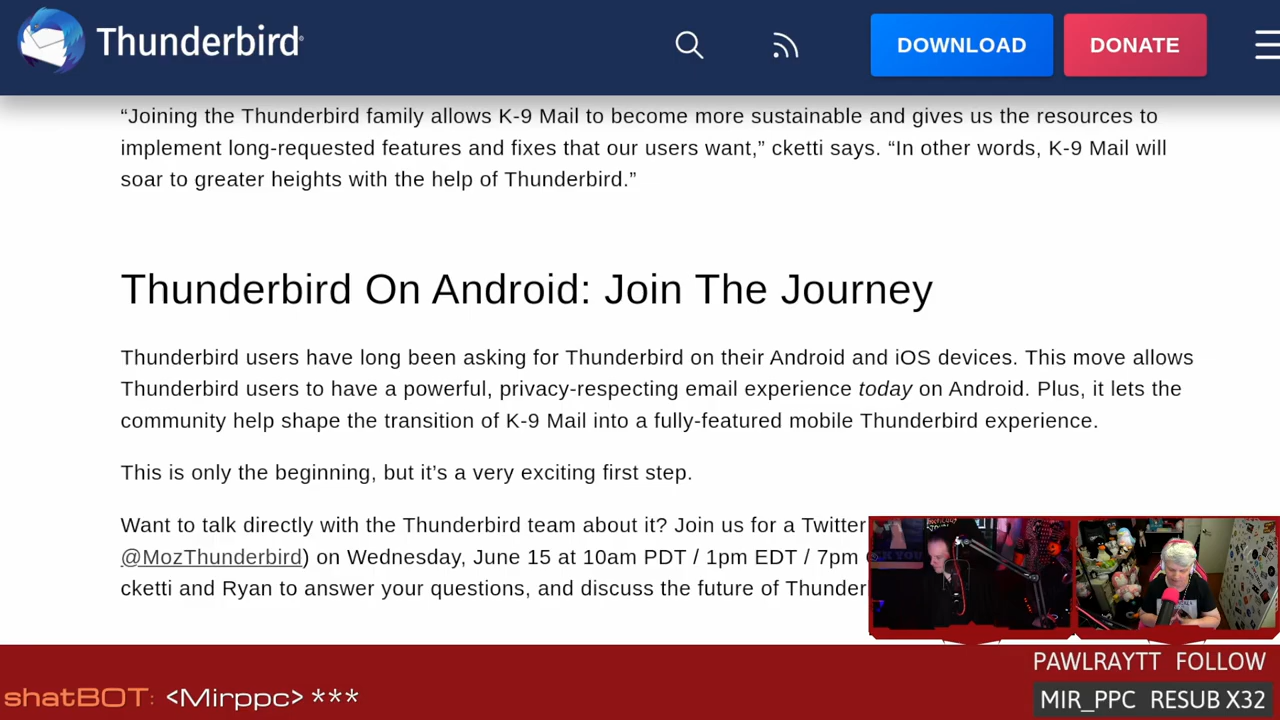 Thunderbird
DOWNLOAD
DONATE
“Joining the Thunderbird family allows K-9 Mail to become more sustainable and gives us the resources to
implement long-requested features and fixes that our users want,” cketti says. “In other words, K-9 Mail will
soar to greater heights with the help of Thunderbird.”
Thunderbird On Android: Join The Journey
Thunderbird users have long been asking for Thunderbird on their Android and iOS devices. This move allows
Thunderbird users to have a powerful, privacy-respecting email experience today on Android. Plus, it lets the
community help shape the transition of K-9 Mail into a fully-featured mobile Thunderbird experience.
This is only the beginning, but it’s a very exciting first step.
Want to talk directly with the Thunderbird team about it? Join us for a Twitter
@MozThunderbird) on Wednesday, June 15 at 10am PDT / 1pm EDT / 7pm
cketti and Ryan to answer your questions, and discuss the future of Thunder
PAWLRAYTT FOLLOW
shatBOT: <Mirppc> ***
MIR_PPC RESUB X32